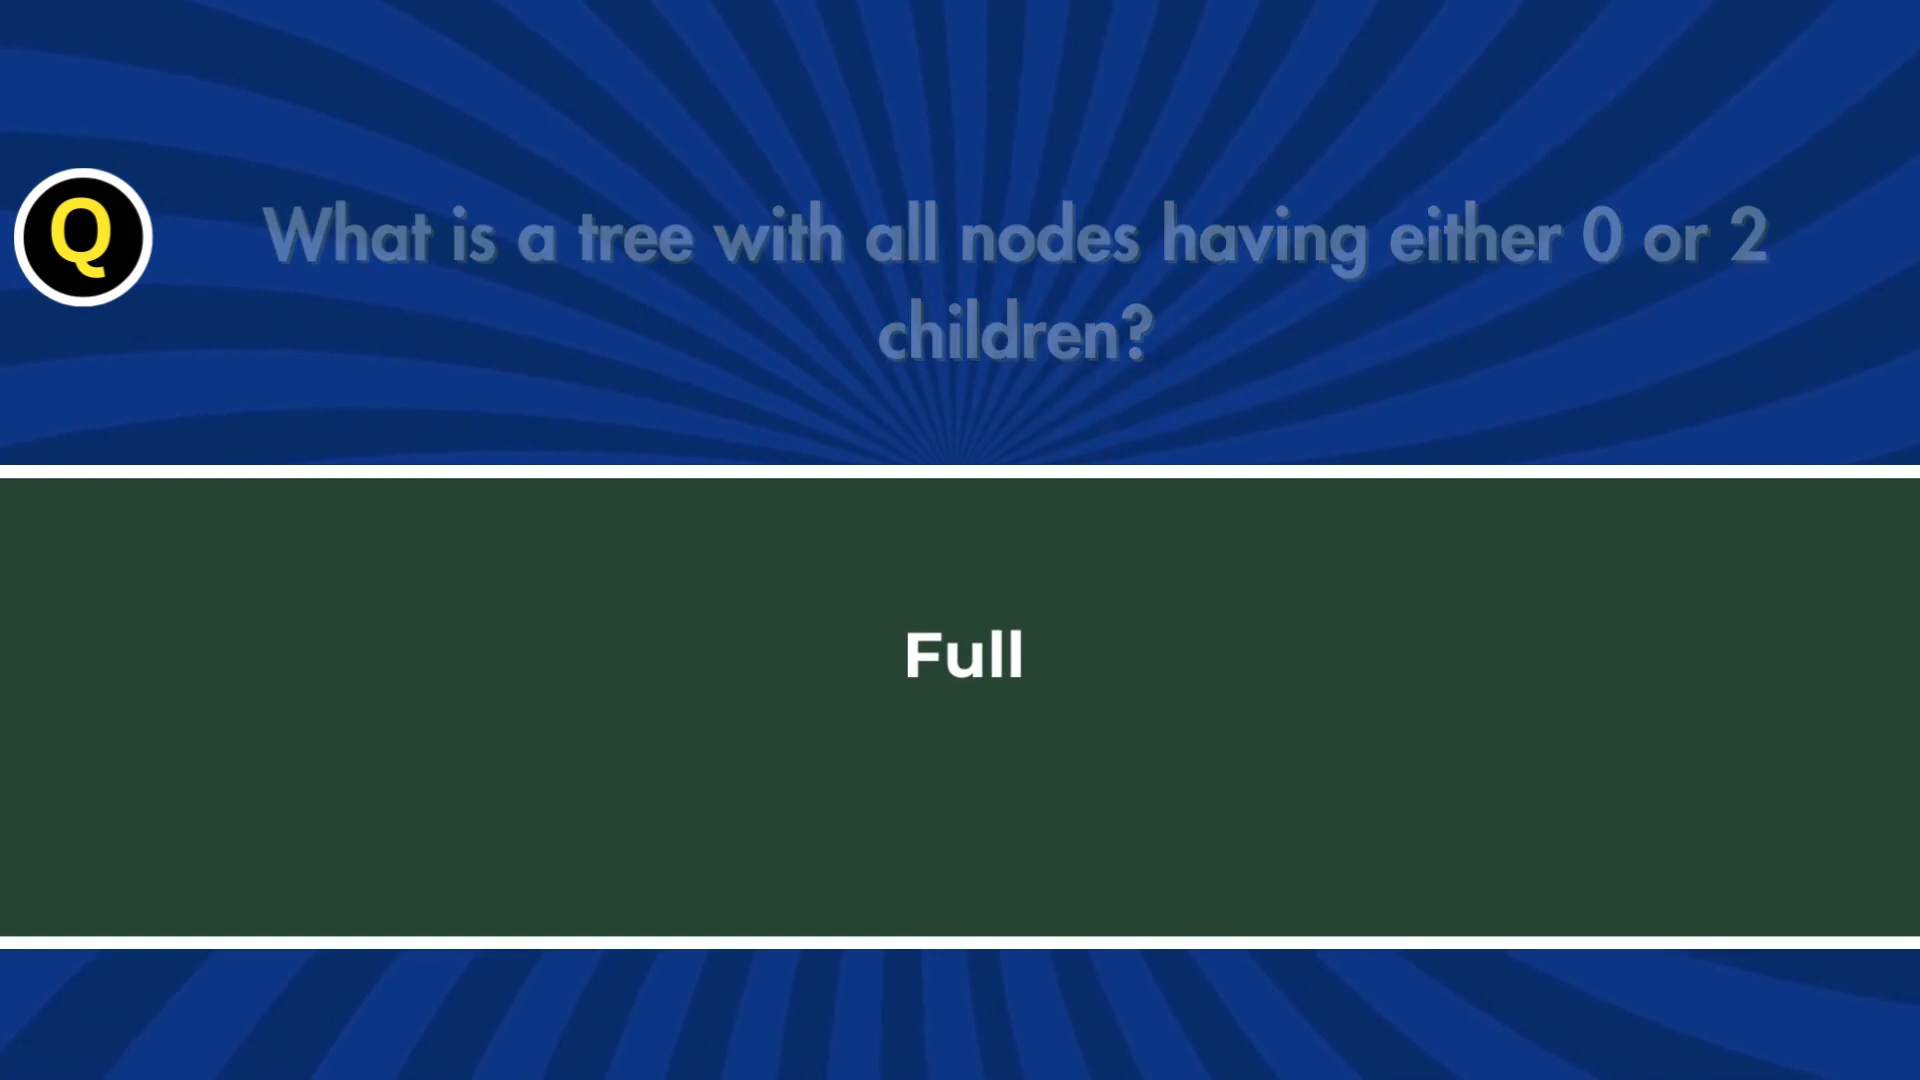 Q
What is a tree with all nodes having either 0 or 2
children?
Full